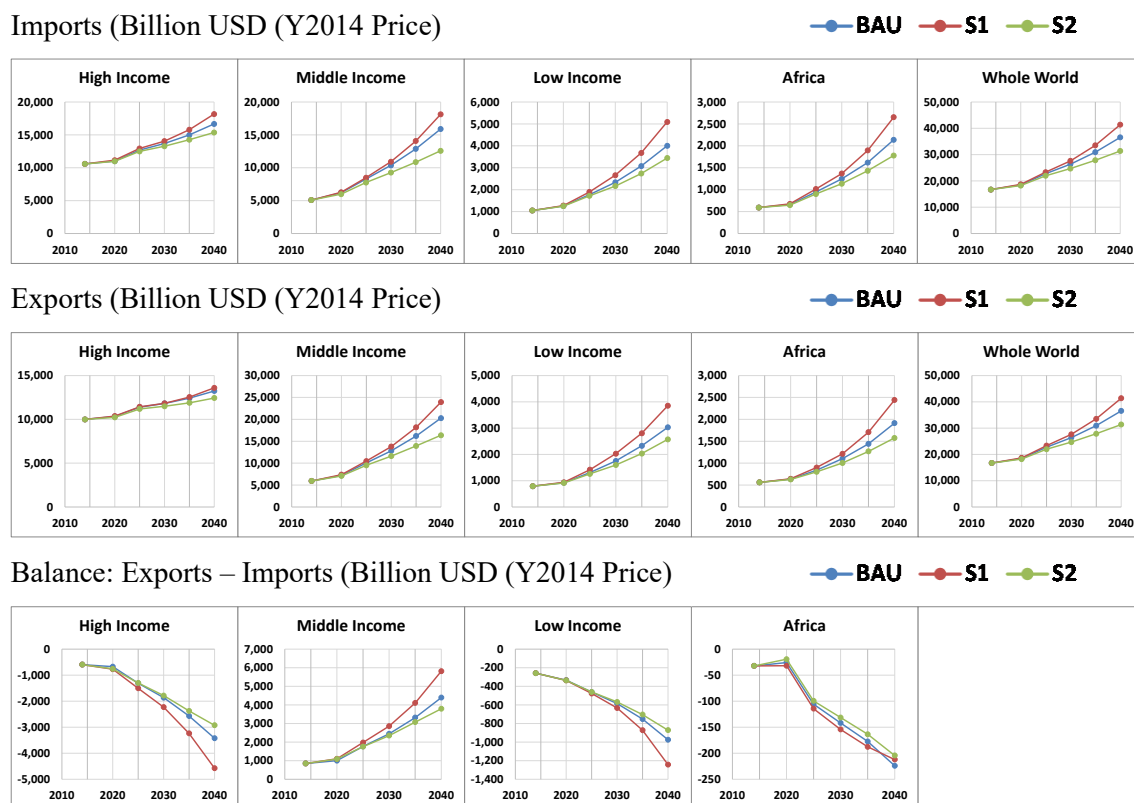 Imports (Billion USD (Y2014 Price) BAU S1 S2
High Income Middle Income Low Income Africa Whole World
20,000 20,000 6,000 3,000 50,000
15,000 15,000 5,000 2,500 40,000
10,000 10,000 4,000 2,000 30,000
5,000 5,000 3,000 1,500 20,000
0 0 2,000 1,000 10,000
1,000 500 0
0 0
2010 2020 2030 2040 2010 2020 2030 2040 2010 2020 2030 2040 2010 2020 2030 2040 2010 2020 2030 2040
Exports (Billion USD (Y2014 Price) BAU S1 S2
High Income Middle Income Low Income Africa Whole World
15,000 30,000 5,000 3,000 50,000
10,000 25,000 4,000 2,500 40,000
5,000 20,000 3,000 2,000 30,000
0 15,000 2,000 1,500 20,000
10,000 1,000 1,000 10,000
5,000 0 500 0
0 0
2010 2020 2030 2040 2010 2020 2030 2040 2010 2020 2030 2040 2010 2020 2030 2040 2010 2020 2030 2040
Balance: Exports – Imports (Billion USD (Y2014 Price) BAU S1 S2
High Income Middle Income Low Income Africa
0 7,000 0 0
-1,000 6,000 -200 -50
-2,000 5,000 -400 -100
-3,000 4,000 -600 -150
-4,000 3,000 -800 -200
-5,000 2,000 -1,000 -250
1,000 -1,200
0 -1,400
2010 2020 2030 2040 2010 2020 2030 2040 2010 2020 2030 2040 2010 2020 2030 2040